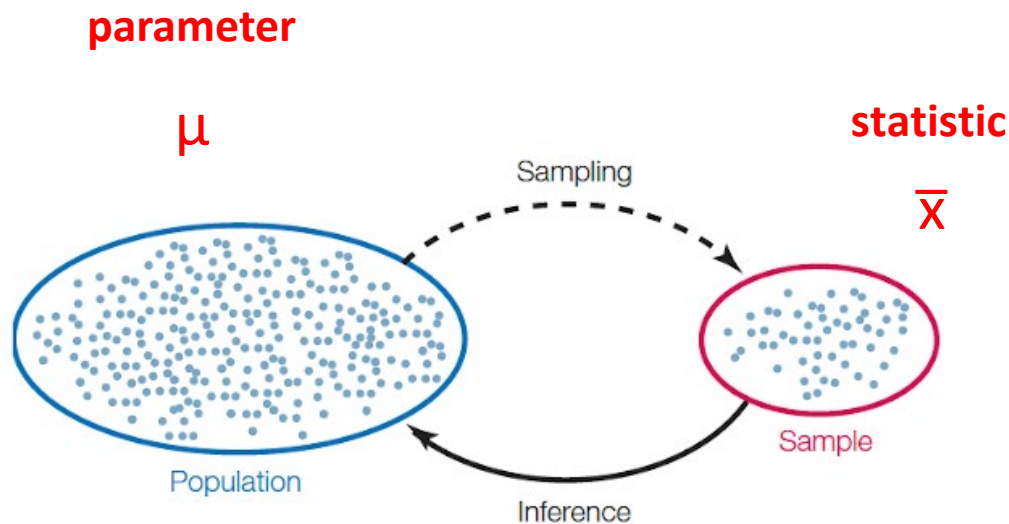 parameter
μ
statistic
x̅
Sampling
Population
Sample
Inference